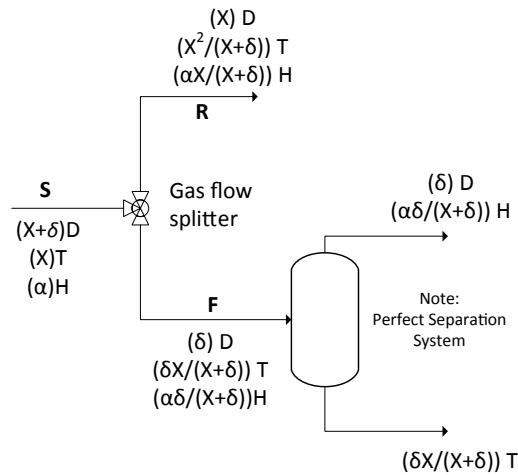 (X) D
(X²/(X+δ)) T
(αX/(X+δ)) H
R
S
Gas flow
splitter
(X+δ)D
(X)T
(α)H
(δ) D
(αδ/(X+δ)) H
F
Note:
Perfect Separation
System
(δ) D
(δX/(X+δ)) T
(αδ/(X+δ))H
(δX/(X+δ)) T